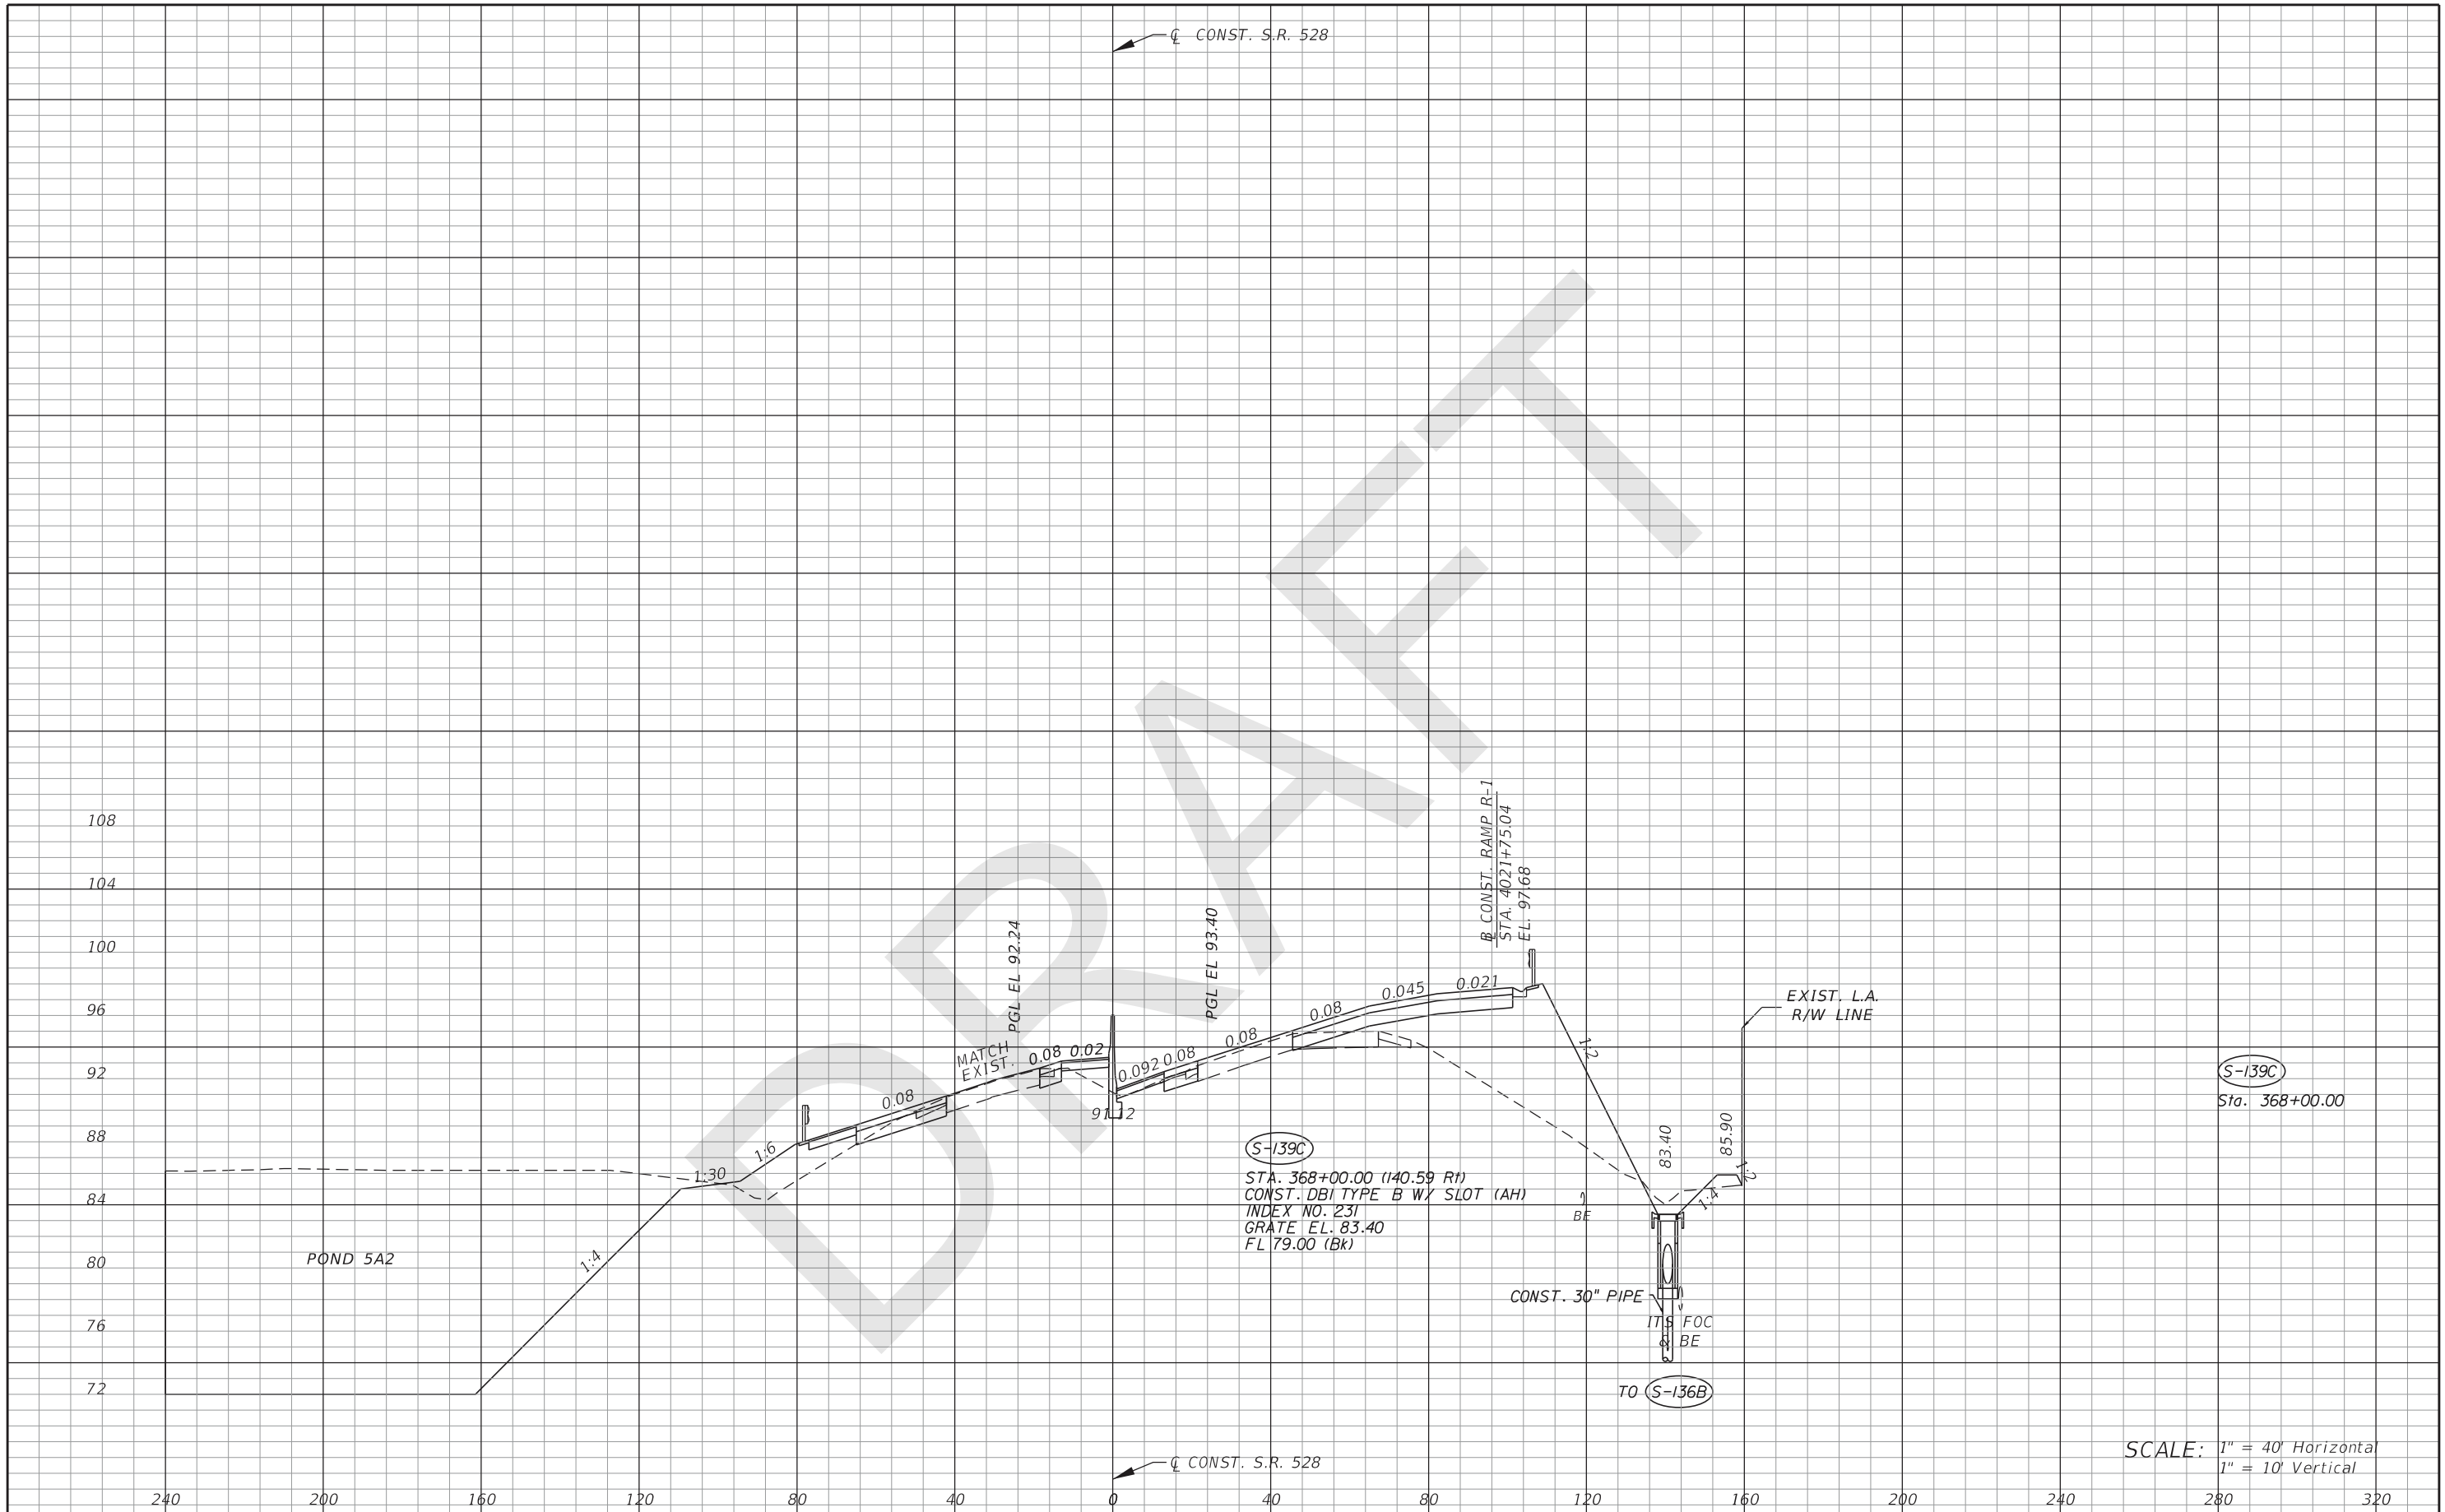 ℄ CONST. S.R. 528
DRAFT
108
104
100
96
92
88
84
80
76
72
℄ CONST. RAMP R-1
STA. 4021+75.04
EL. 97.68
PGL EL 92.24
PGL EL 93.40
MATCH
EXIST.
0.08
0.02
0.08
1:6
1:30
1:4
POND 5A2
91.12
0.092
0.08
0.08
0.08
0.045
0.021
1:2
EXIST. L.A.
R/W LINE
83.40
85.90
1:2
1:4
S-139C
STA. 368+00.00 (140.59 Rt)
CONST. DBI TYPE B W/ SLOT (AH)
INDEX NO. 231
GRATE EL. 83.40
FL 79.00 (Bk)
BE
CONST. 30" PIPE
ITS FOC
& BE
TO S-136B
S-139C
Sta. 368+00.00
SCALE: 1" = 40' Horizontal
1" = 10' Vertical
℄ CONST. S.R. 528
240 200 160 120 80 40 0 40 80 120 160 200 240 280 320